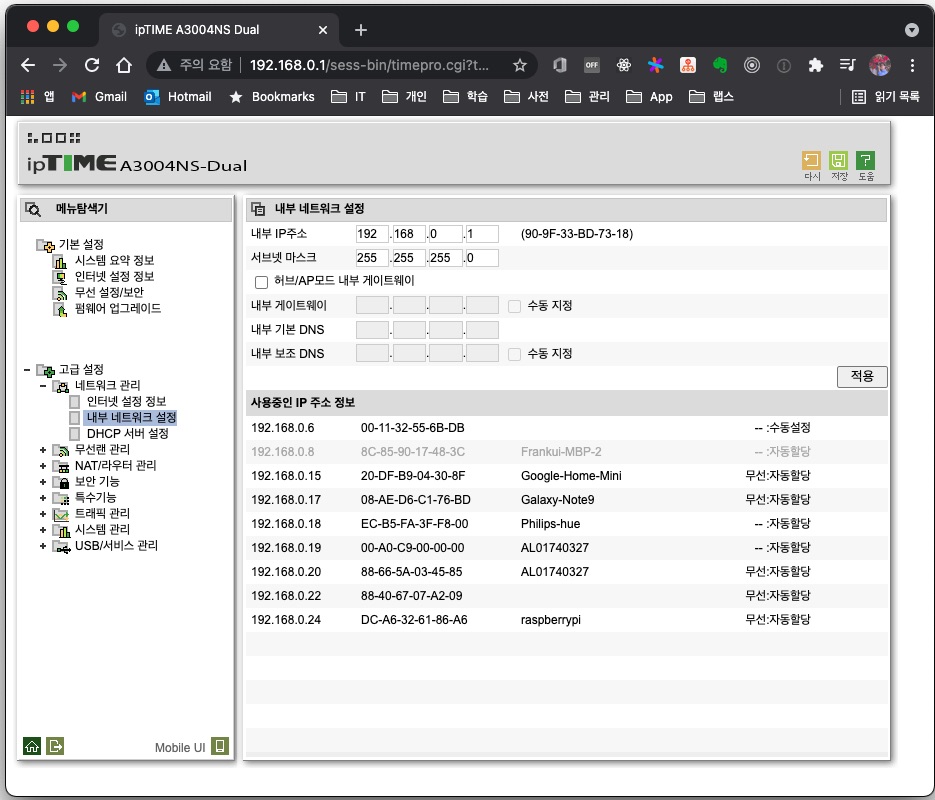 ipTIME A3004NS Dual
주의 요함 192.168.0.1/sess-bin/timepro.cgi?t...
OFF
앱 Gmail Hotmail Bookmarks IT 개인 학습 사전 관리 App 랩스 읽기 목록
ipTIME A3004NS-Dual
다시 저장 도움
메뉴탐색기
기본 설정
시스템 요약 정보
인터넷 설정 정보
무선 설정/보안
펌웨어 업그레이드
고급 설정
네트워크 관리
인터넷 설정 정보
내부 네트워크 설정
DHCP 서버 설정
무선랜 관리
NAT/라우터 관리
보안 기능
특수기능
트래픽 관리
시스템 관리
USB/서비스 관리
Mobile UI
내부 네트워크 설정
내부 IP주소 192 . 168 . 0 . 1 (90-9F-33-BD-73-18)
서브넷 마스크 255 . 255 . 255 . 0
허브/AP모드 내부 게이트웨이
내부 게이트웨이 . . . 수동 지정
내부 기본 DNS . . .
내부 보조 DNS . . . 수동 지정
적용
사용중인 IP 주소 정보
192.168.0.6 00-11-32-55-6B-DB -- :수동설정
192.168.0.8 8C-85-90-17-48-3C Frankui-MBP-2 -- :자동할당
192.168.0.15 20-DF-B9-04-30-8F Google-Home-Mini 무선:자동할당
192.168.0.17 08-AE-D6-C1-76-BD Galaxy-Note9 무선:자동할당
192.168.0.18 EC-B5-FA-3F-F8-00 Philips-hue -- :자동할당
192.168.0.19 00-A0-C9-00-00-00 AL01740327 -- :자동할당
192.168.0.20 88-66-5A-03-45-85 AL01740327 무선:자동할당
192.168.0.22 88-40-67-07-A2-09 무선:자동할당
192.168.0.24 DC-A6-32-61-86-A6 raspberrypi 무선:자동할당